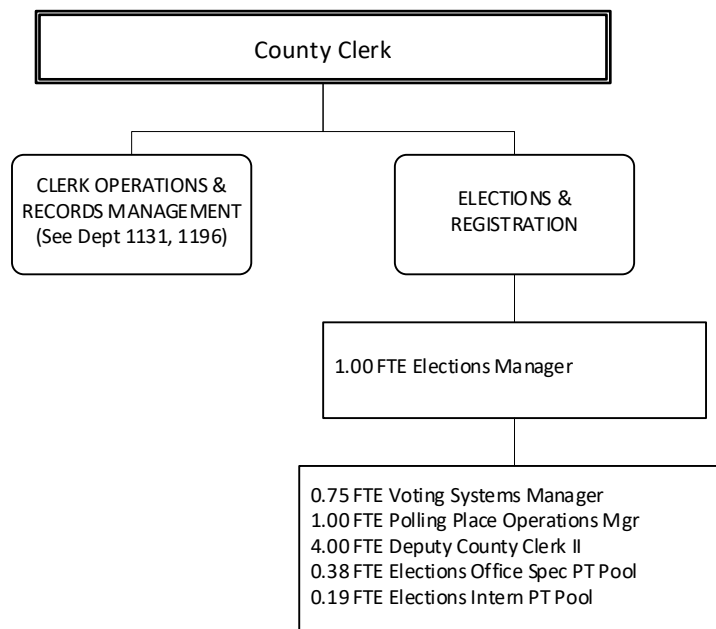 County Clerk
CLERK OPERATIONS &
RECORDS MANAGEMENT
(See Dept 1131, 1196)
ELECTIONS &
REGISTRATION
1.00 FTE Elections Manager
0.75 FTE Voting Systems Manager
1.00 FTE Polling Place Operations Mgr
4.00 FTE Deputy County Clerk II
0.38 FTE Elections Office Spec PT Pool
0.19 FTE Elections Intern PT Pool